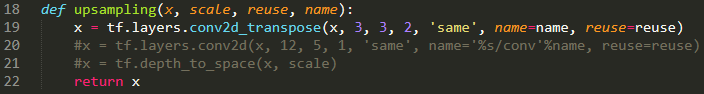 18 def upsampling(x, scale, reuse, name):
19     x = tf.layers.conv2d_transpose(x, 3, 3, 2, 'same', name=name, reuse=reuse)
20     #x = tf.layers.conv2d(x, 12, 5, 1, 'same', name='%s/conv'%name, reuse=reuse)
21     #x = tf.depth_to_space(x, scale)
22     return x